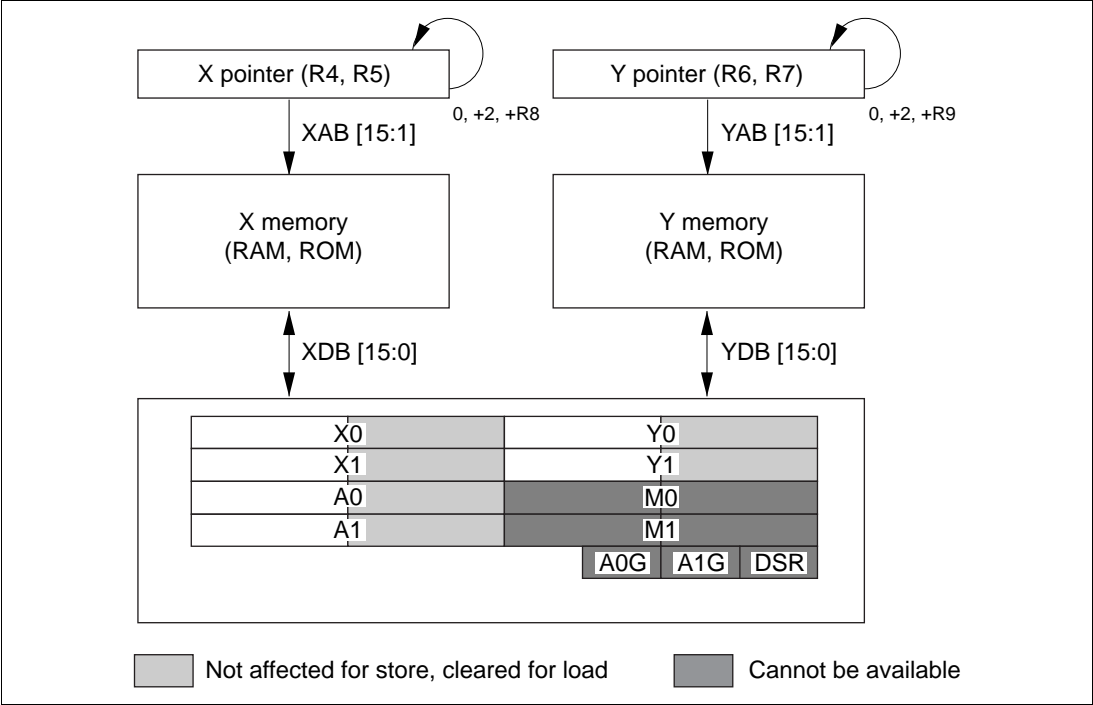 X pointer (R4, R5)
0, +2, +R8
XAB [15:1]
X memory
(RAM, ROM)
XDB [15:0]
Y pointer (R6, R7)
0, +2, +R9
YAB [15:1]
Y memory
(RAM, ROM)
YDB [15:0]
X0
Y0
X1
Y1
A0
M0
A1
M1
A0G
A1G
DSR
Not affected for store, cleared for load
Cannot be available